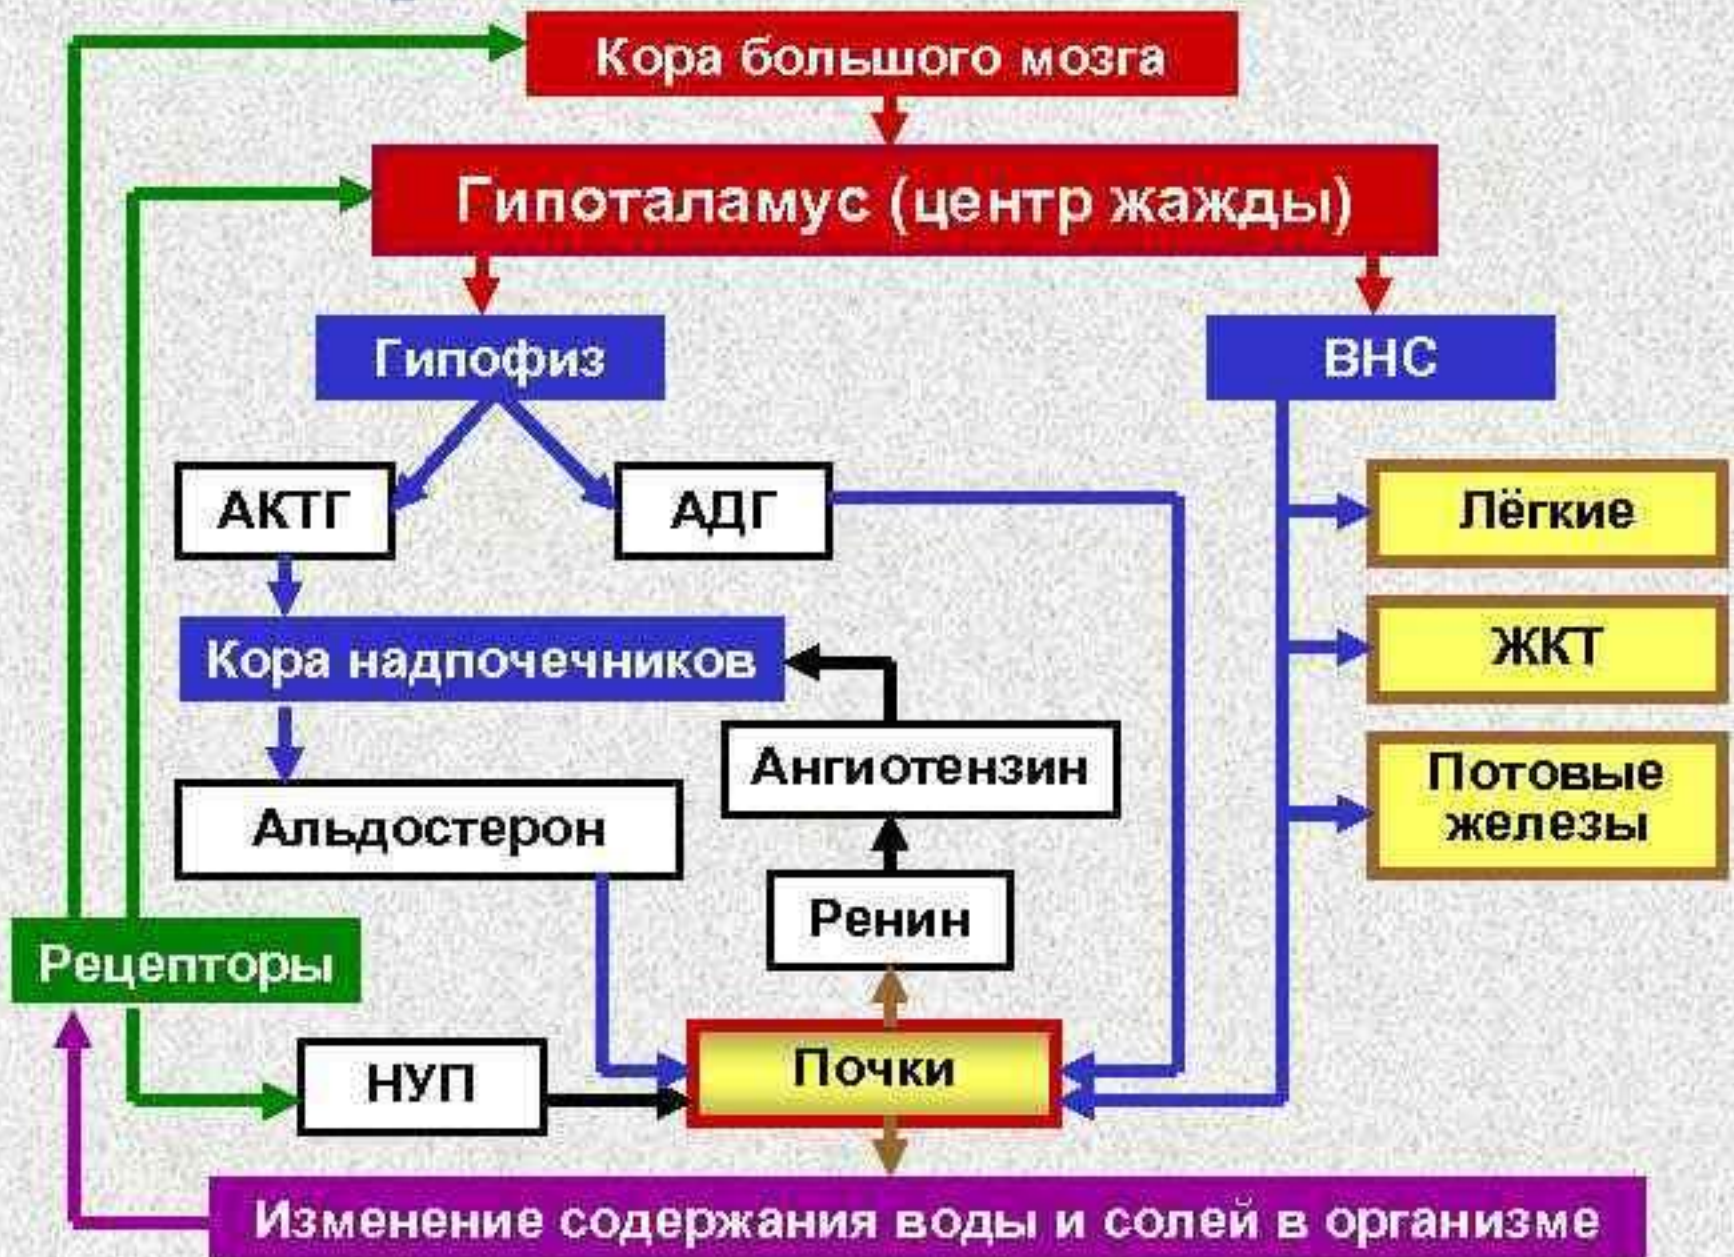 Кора большого мозга
Гипоталамус (центр жажды)
Гипофиз
ВНС
АКТГ
АДГ
Лёгкие
Кора надпочечников
ЖКТ
Ангиотензин
Потовые
железы
Альдостерон
Ренин
Рецепторы
НУП
Почки
Изменение содержания воды и солей в организме